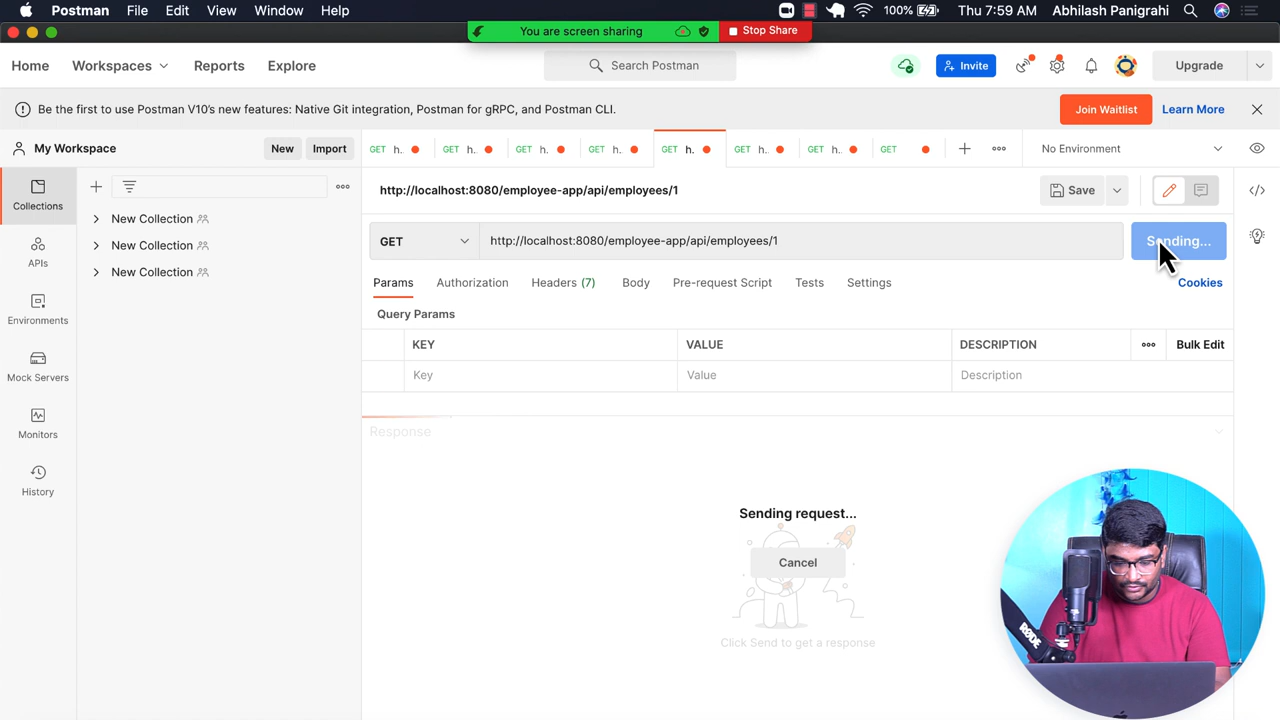 Postman File Edit View Window Help 100% Thu 7:59 AM Abhilash Panigrahi
You are screen sharing Stop Share
Home Workspaces Reports Explore Search Postman Invite Upgrade
Be the first to use Postman V10's new features: Native Git integration, Postman for gRPC, and Postman CLI. Join Waitlist Learn More
My Workspace New Import GET h. GET h. GET h. GET h. GET h. GET h. GET h. GET No Environment
http://localhost:8080/employee-app/api/employees/1 Save
Collections
New Collection
New Collection
New Collection
APIs
Environments
Mock Servers
Monitors
History
GET http://localhost:8080/employee-app/api/employees/1 Sending...
Params Authorization Headers (7) Body Pre-request Script Tests Settings Cookies
Query Params
KEY VALUE DESCRIPTION Bulk Edit
Key Value Description
Response
Sending request...
Cancel
Click Send to get a response
RØDE